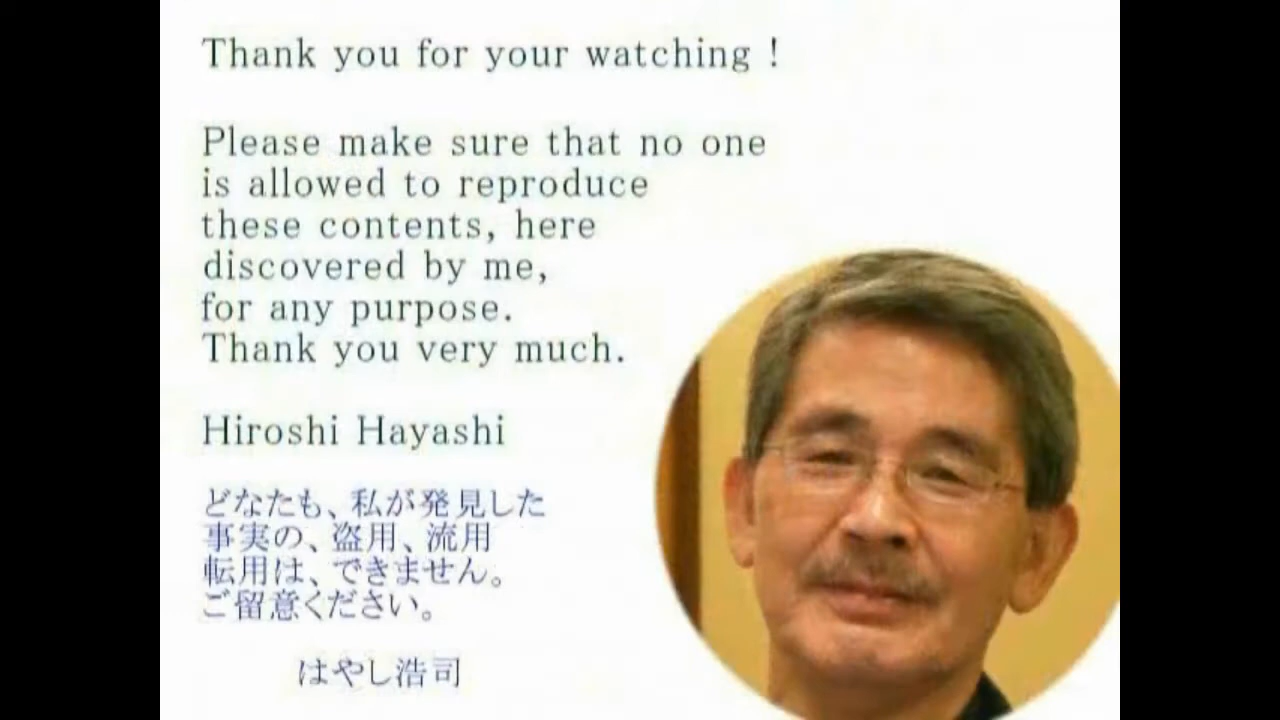 Thank you for your watching !
Please make sure that no one
is allowed to reproduce
these contents, here
discovered by me,
for any purpose.
Thank you very much.
Hiroshi Hayashi
どなたも、私が発見した
事実の、盗用、流用
転用は、できません。
ご留意ください。
はやし浩司